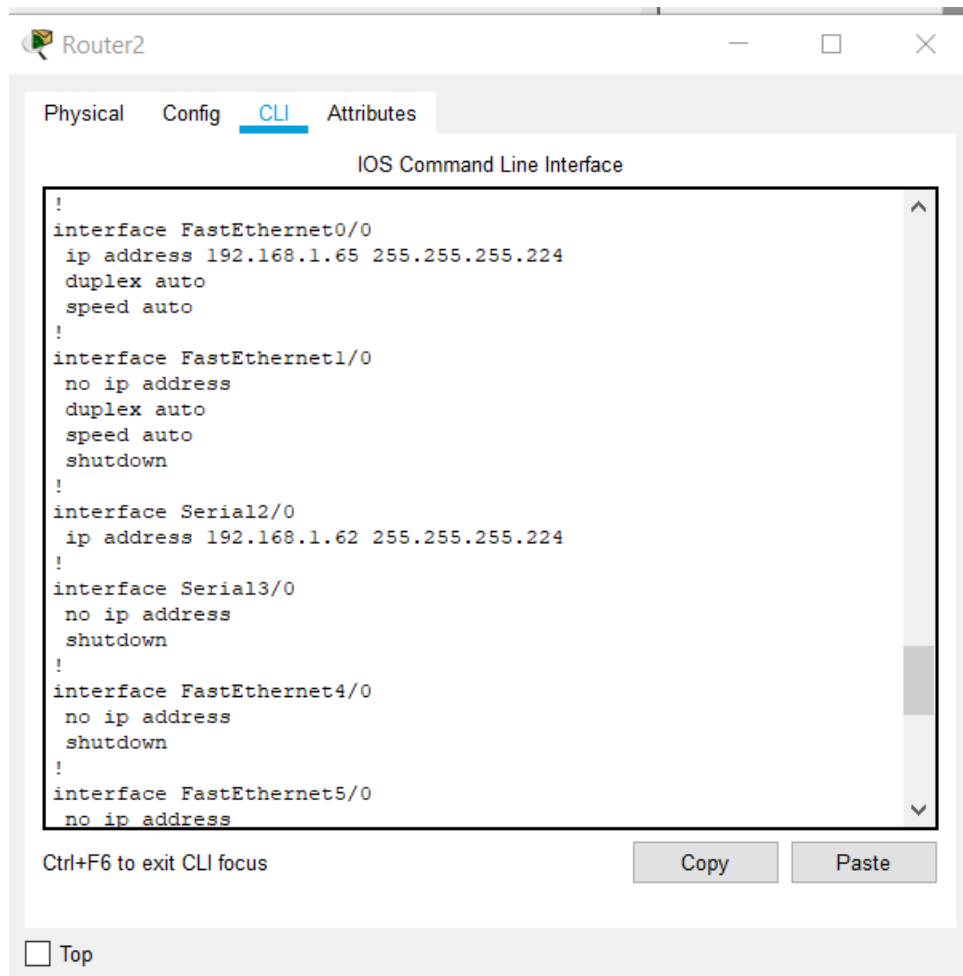 Router2
Physical Config CLI Attributes
IOS Command Line Interface
!
interface FastEthernet0/0
 ip address 192.168.1.65 255.255.255.224
 duplex auto
 speed auto
!
interface FastEthernet1/0
 no ip address
 duplex auto
 speed auto
 shutdown
!
interface Serial2/0
 ip address 192.168.1.62 255.255.255.224
!
interface Serial3/0
 no ip address
 shutdown
!
interface FastEthernet4/0
 no ip address
 shutdown
!
interface FastEthernet5/0
 no ip address
Ctrl+F6 to exit CLI focus
Copy Paste
Top